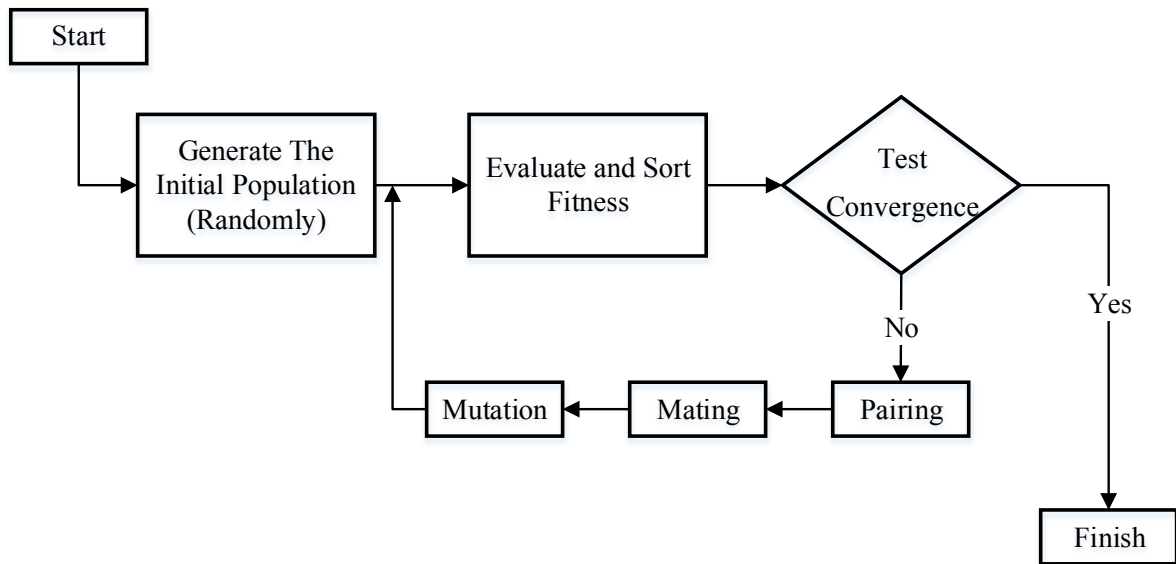 Start
Generate The
Initial Population
(Randomly)
Evaluate and Sort
Fitness
Test
Convergence
Yes
No
Mutation
Mating
Pairing
Finish